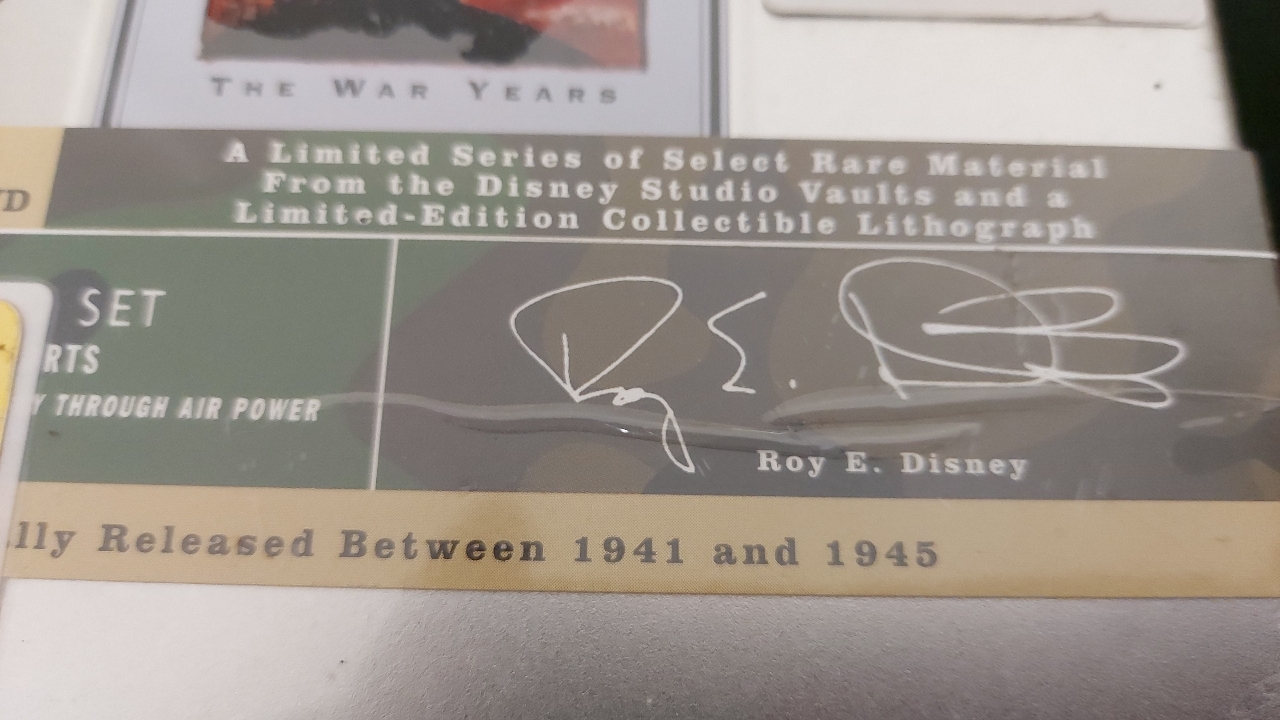 THE WAR YEARS
A Limited Series of Select Rare Material
From the Disney Studio Vaults and a
Limited-Edition Collectible Lithograph
VD
SET
RTS
Y THROUGH AIR POWER
Roy E. Disney
Roy E. Disney
lly Released Between 1941 and 1945